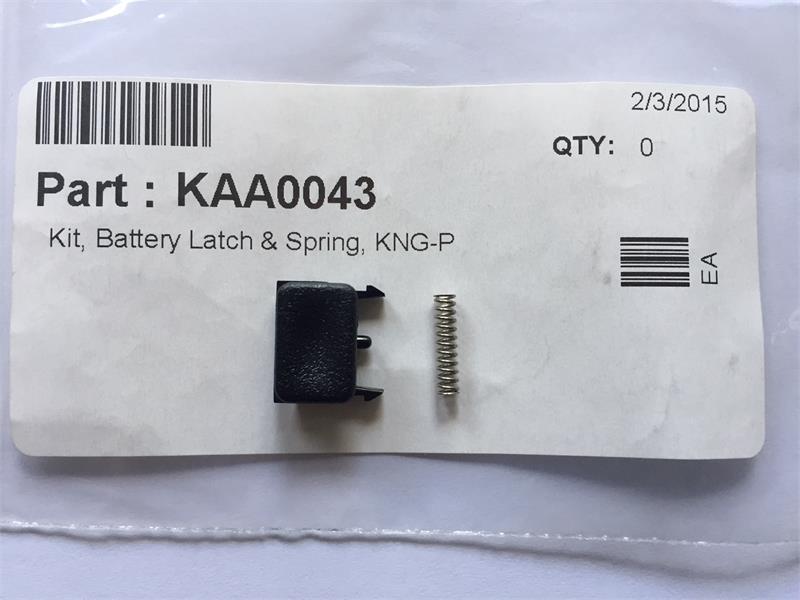 2/3/2015
QTY: 0
Part : KAA0043
Kit, Battery Latch & Spring, KNG-P
EA